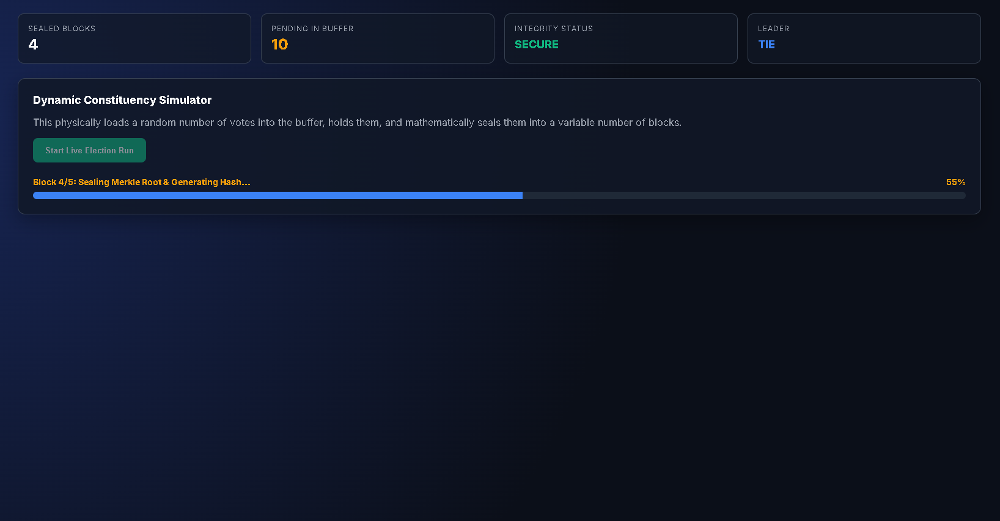 SEALED BLOCKS
4
PENDING IN BUFFER
10
INTEGRITY STATUS
SECURE
LEADER
TIE
Dynamic Constituency Simulator
This physically loads a random number of votes into the buffer, holds them, and mathematically seals them into a variable number of blocks.
Start Live Election Run
Block 4/5: Sealing Merkle Root & Generating Hash...
55%